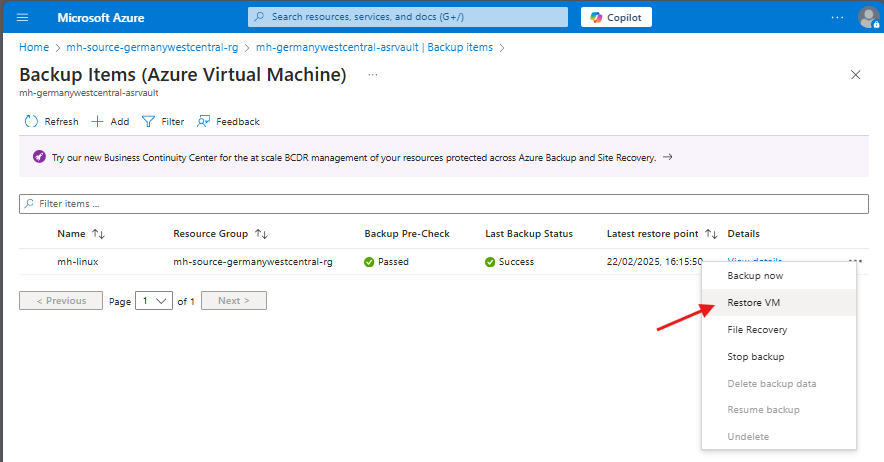 Microsoft Azure
Search resources, services, and docs (G+/)
Copilot
Home > mh-source-germanywestcentral-rg > mh-germanywestcentral-asrvault | Backup items >
Backup Items (Azure Virtual Machine)
mh-germanywestcentral-asrvault
Refresh Add Filter Feedback
Try our new Business Continuity Center for the at scale BCDR management of your resources protected across Azure Backup and Site Recovery. →
Filter items ...
Name ↑↓ Resource Group ↑↓ Backup Pre-Check Last Backup Status Latest restore point ↑↓ Details
mh-linux mh-source-germanywestcentral-rg Passed Success 22/02/2025, 16:15:50 View details
< Previous Page 1 of 1 Next >
Backup now
Restore VM
File Recovery
Stop backup
Delete backup data
Resume backup
Undelete